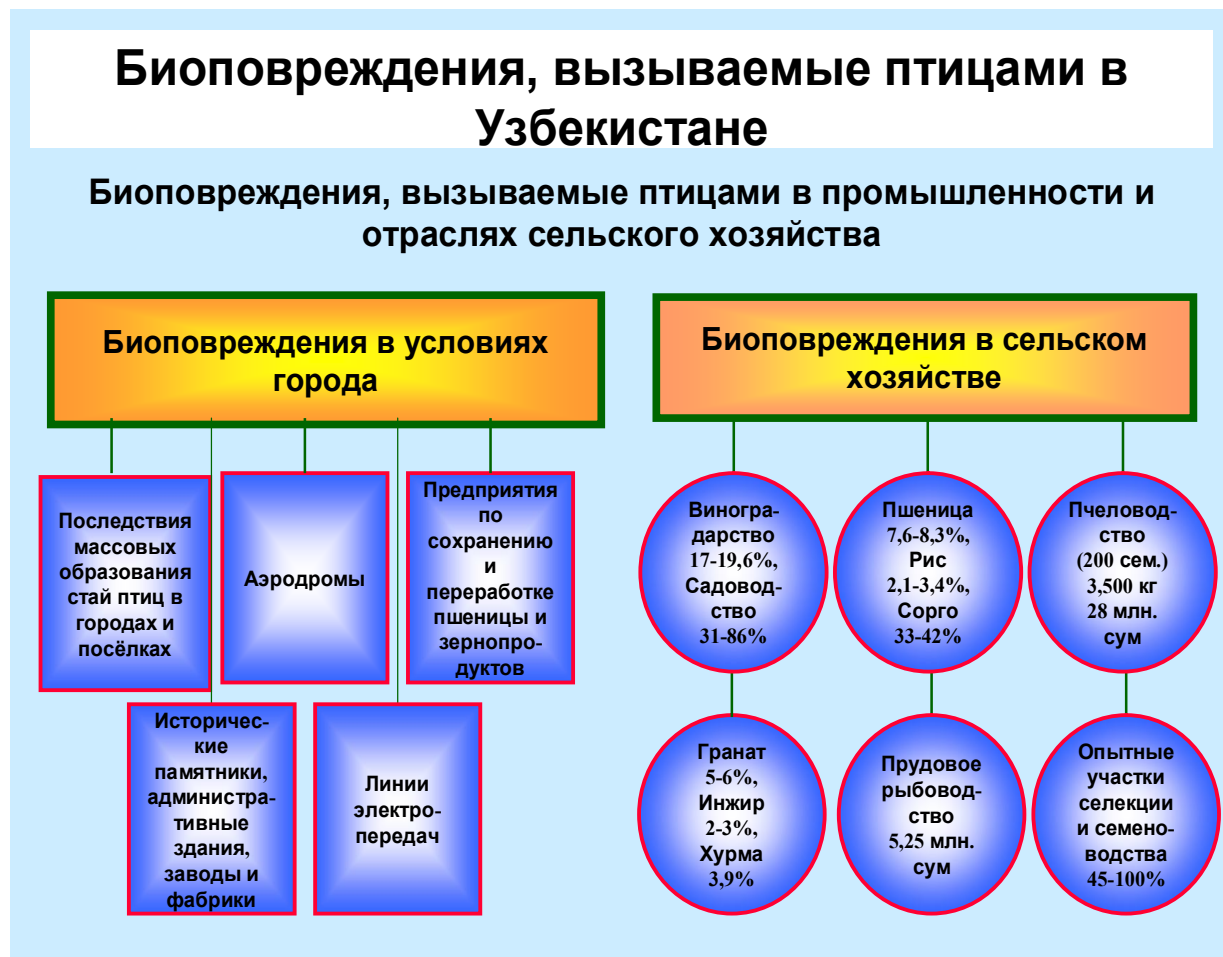 Биоповреждения, вызываемые птицами в
Узбекистане
Биоповреждения, вызываемые птицами в промышленности и
отраслях сельского хозяйства
Биоповреждения в условиях
города
Последствия
массовых
образования
стай птиц в
городах и
посёлках
Аэродромы
Предприятия
по
сохранению
и
переработке
пшеницы и
зернопро-
дуктов
Историчес-
кие
памятники,
администра-
тивные
здания,
заводы и
фабрики
Линии
электро-
передач
Биоповреждения в сельском
хозяйстве
Виногра-
дарство
17-19,6%,
Садовод-
ство
31-86%
Пшеница
7,6-8,3%,
Рис
2,1-3,4%,
Сорго
33-42%
Пчеловод-
ство
(200 сем.)
3,500 кг
28 млн.
сум
Гранат
5-6%,
Инжир
2-3%,
Хурма
3,9%
Прудовое
рыбовод-
ство
5,25 млн.
сум
Опытные
участки
селекции
и семено-
водства
45-100%